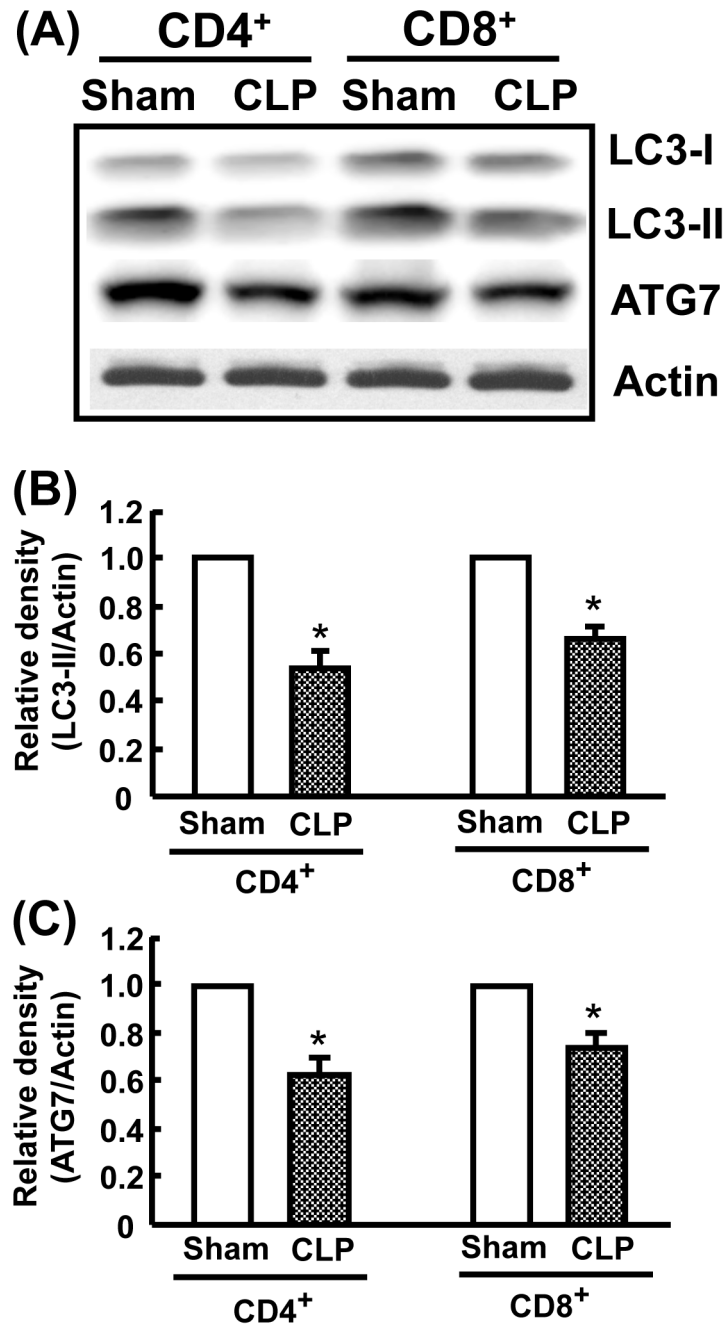 (A) CD4+ CD8+
Sham CLP Sham CLP
LC3-I
LC3-II
ATG7
Actin
(B)
Relative density
(LC3-II/Actin)
1.2
1.0
0.8
0.6
0.4
0.2
0
*
*
Sham CLP Sham CLP
CD4+ CD8+
(C)
Relative density
(ATG7/Actin)
1.2
1.0
0.8
0.6
0.4
0.2
0
*
*
Sham CLP Sham CLP
CD4+ CD8+